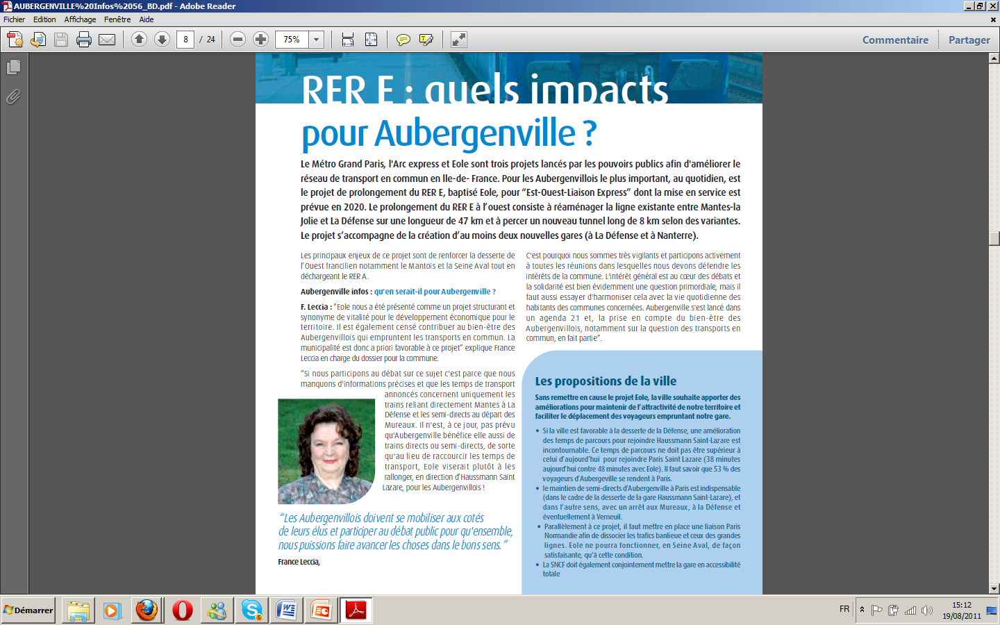 AUBERGENVILLE%20Infos%2056_BD.pdf - Adobe Reader
Fichier Edition Affichage Fenêtre Aide
8 / 24 75% Commentaire Partager
RER E : quels impacts
pour Aubergenville ?
Le Métro Grand Paris, l'Arc express et Eole sont trois projets lancés par les pouvoirs publics afin d'améliorer le
réseau de transport en commun en Ile-de- France. Pour les Aubergenvillois le plus important, au quotidien, est
le projet de prolongement du RER E, baptisé Eole, pour “Est-Ouest-Liaison Express” dont la mise en service est
prévue en 2020. Le prolongement du RER E à l’ouest consiste à réaménager la ligne existante entre Mantes-la
Jolie et La Défense sur une longueur de 47 km et à percer un nouveau tunnel long de 8 km selon des variantes.
Le projet s’accompagne de la création d’au moins deux nouvelles gares (à La Défense et à Nanterre).
Les principaux enjeux de ce projet sont de renforcer la desserte de
l’Ouest francilien notamment le Mantois et la Seine Aval tout en
déchargeant le RER A.
Aubergenville infos : qu'en serait-il pour Aubergenville ?
F. Leccia : “Eole nous a été présenté comme un projet structurant et
synonyme de vitalité pour le développement économique pour le
territoire. Il est également censé contribuer au bien-être des
Aubergenvillois qui empruntent les transports en commun. La
municipalité est donc a priori favorable à ce projet” explique France
Leccia en charge du dossier pour la commune.
“Si nous participons au débat sur ce sujet c'est parce que nous
manquons d'informations précises et que les temps de transport
annoncés concernent uniquement les
trains reliant directement Mantes à La
Défense et les semi-directs au départ des
Mureaux. Il n'est, à ce jour, pas prévu
qu'Aubergenville bénéfice elle aussi de
trains directs ou semi-directs, de sorte
qu'au lieu de raccourcir les temps de
transport, Eole viserait plutôt à les
rallonger, en direction d’Haussmann Saint
Lazare, pour les Aubergenvillois !
“Les Aubergenvillois doivent se mobiliser aux cotés
de leurs élus et participer au débat public pour qu'ensemble,
nous puissions faire avancer les choses dans le bons sens.”
France Leccia,
C'est pourquoi nous sommes très vigilants et participons activement
à toutes les réunions dans lesquelles nous devons défendre les
intérêts de la commune. L'intérêt général est au cœur des débats et
la solidarité est bien évidemment une question primordiale, mais il
faut aussi essayer d'harmoniser cela avec la vie quotidienne des
habitants des communes concernées. Aubergenville s'est lancé dans
un agenda 21 et, la prise en compte du bien-être des
Aubergenvillois, notamment sur la question des transports en
commun, en fait partie”.
Les propositions de la ville
Sans remettre en cause le projet Eole, la ville souhaite apporter des
améliorations pour maintenir de l’attractivité de notre territoire et
faciliter le déplacement des voyageurs empruntant notre gare.
• Si la ville est favorable à la desserte de la Défense, une amélioration
des temps de parcours pour rejoindre Haussmann Saint-Lazare est
incontournable. Ce temps de parcours ne doit pas être supérieur à
celui d’aujourd’hui pour rejoindre Paris Saint Lazare (38 minutes
aujourd’hui contre 48 minutes avec Eole). Il faut savoir que 53 % des
voyageurs d’Aubergeville se rendent à Paris.
• le maintien de semi-directs d’Aubergenville à Paris est indispensable
(dans le cadre de la desserte de la gare Haussmann Saint-Lazare), et
dans l’autre sens, avec un arrêt aux Mureaux, à la Défense et
éventuellement à Verneuil.
• Parallèlement à ce projet, il faut mettre en place une liaison Paris
Normandie afin de dissocier les trafics banlieue et ceux des grandes
lignes. Eole ne pourra fonctionner, en Seine Aval, de façon
satisfaisante, qu’à cette condition.
• La SNCF doit également conjointement mettre la gare en accessibilité
totale
Démarrer
FR
15:12
19/08/2011